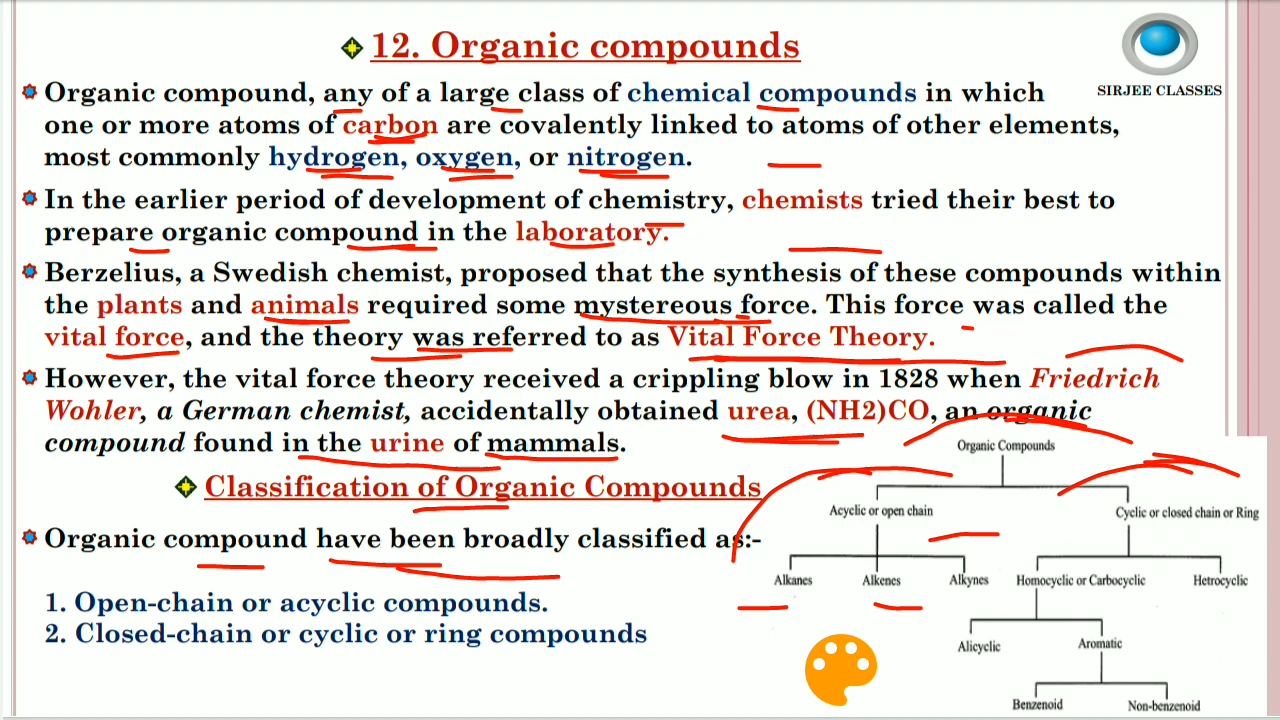 12. Organic compounds
SIRJEE CLASSES
Organic compound, any of a large class of chemical compounds in which
one or more atoms of carbon are covalently linked to atoms of other elements,
most commonly hydrogen, oxygen, or nitrogen.
In the earlier period of development of chemistry, chemists tried their best to
prepare organic compound in the laboratory.
Berzelius, a Swedish chemist, proposed that the synthesis of these compounds within
the plants and animals required some mystereous force. This force was called the
vital force, and the theory was referred to as Vital Force Theory.
However, the vital force theory received a crippling blow in 1828 when Friedrich
Wohler, a German chemist, accidentally obtained urea, (NH2)CO, an organic
compound found in the urine of mammals.
Classification of Organic Compounds
Organic compound have been broadly classified as:-
1. Open-chain or acyclic compounds.
2. Closed-chain or cyclic or ring compounds
Organic Compounds
Acyclic or open chain
Cyclic or closed chain or Ring
Alkanes
Alkenes
Alkynes
Homocyclic or Carbocyclic
Hetrocyclic
Alicyclic
Aromatic
Benzenoid
Non-benzenoid